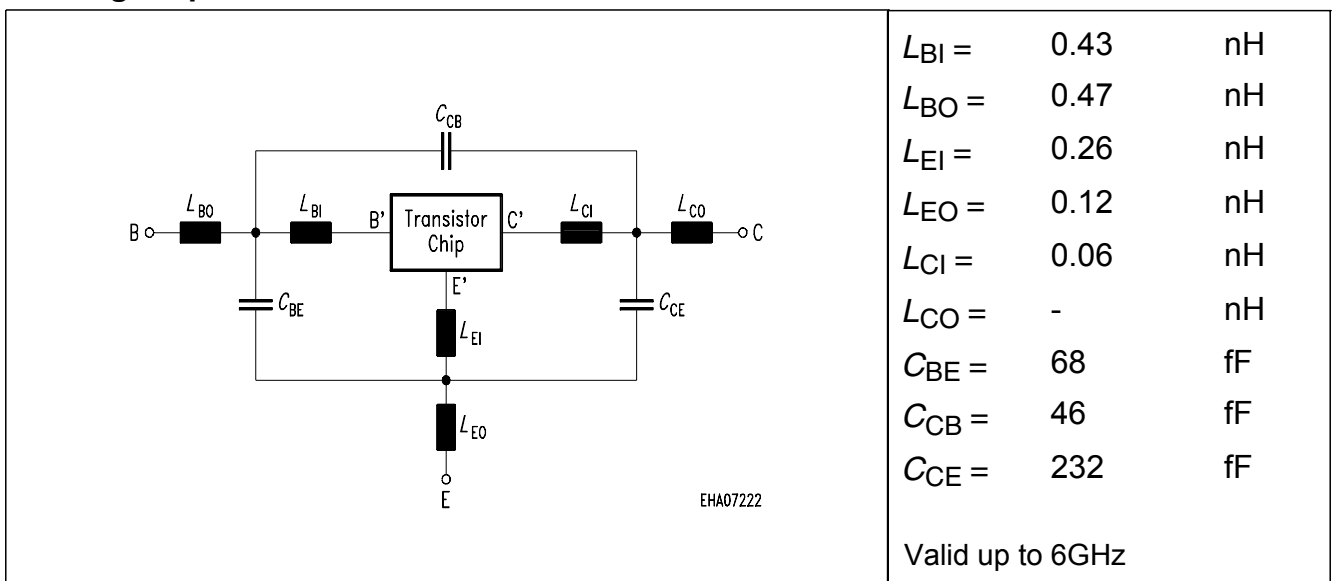 C_CB
L_BO L_BI B' Transistor Chip C' L_CI L_CO
B C
E'
C_BE C_CE
L_EI
L_EO
E
EHA07222
L_BI = 0.43 nH
L_BO = 0.47 nH
L_EI = 0.26 nH
L_EO = 0.12 nH
L_CI = 0.06 nH
L_CO = - nH
C_BE = 68 fF
C_CB = 46 fF
C_CE = 232 fF
Valid up to 6GHz